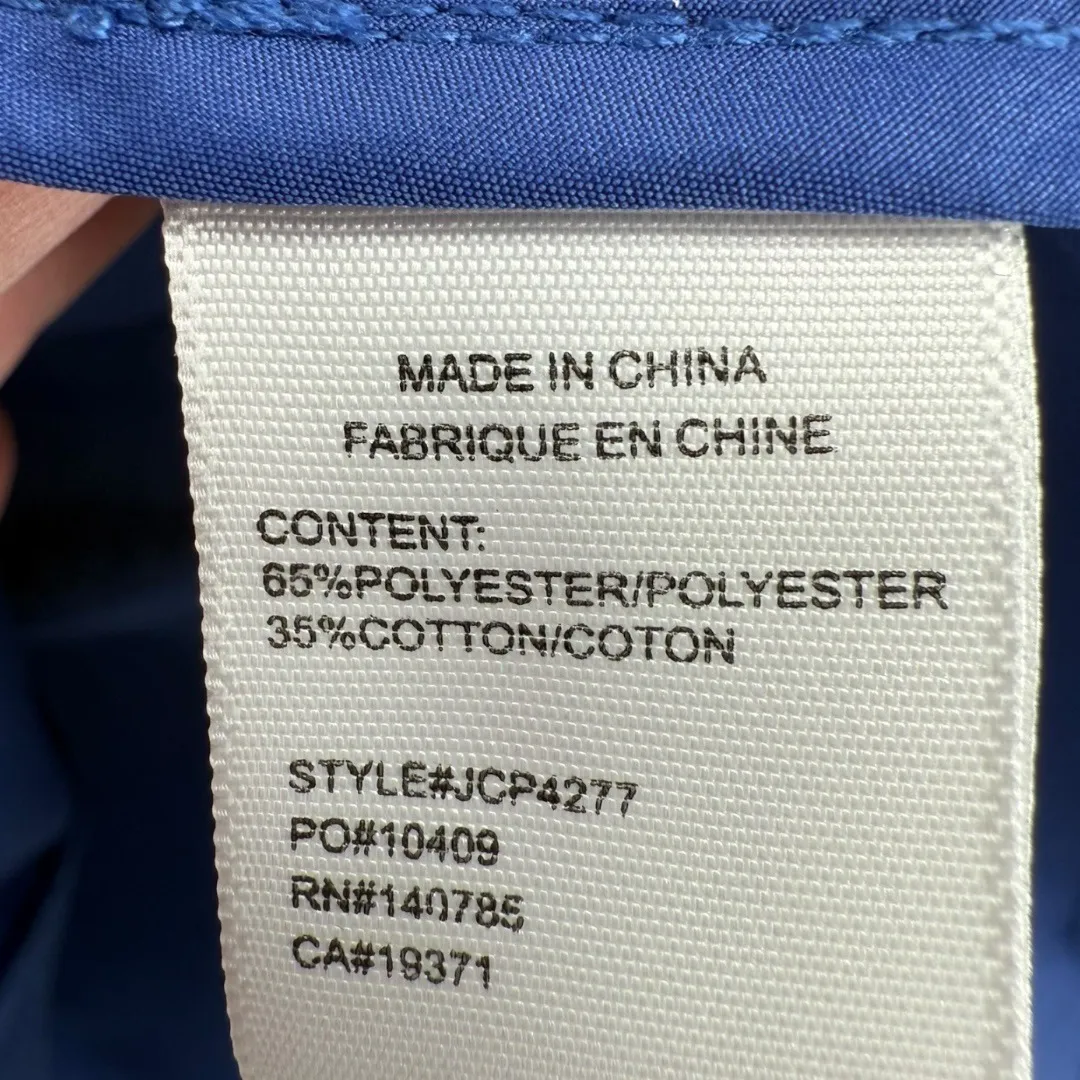 MADE IN CHINA
FABRIQUE EN CHINE
CONTENT:
65%POLYESTER/POLYESTER
35%COTTON/COTON
STYLE#JCP4277
PO#10409
RN#140785
CA#19371